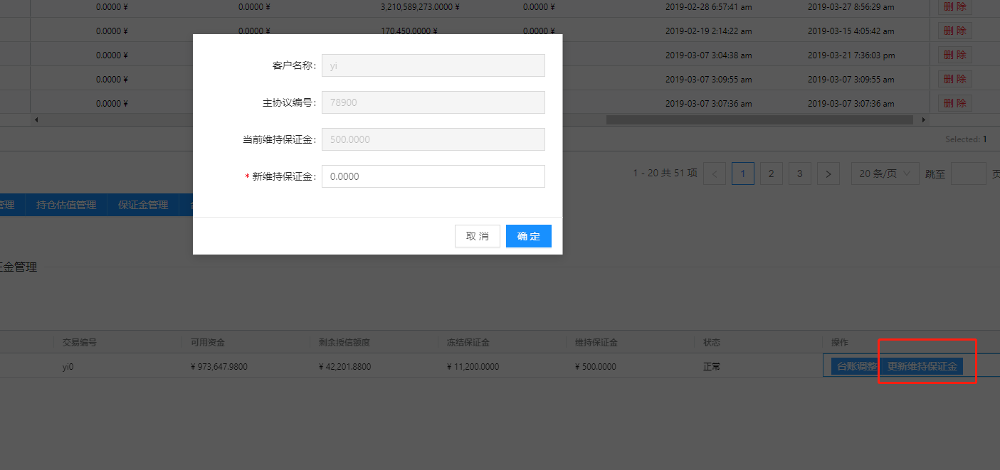 0.0000 ¥ 0.0000 ¥ 3,210,589,273.0000 ¥ 0.0000 ¥ 2019-02-28 6:57:41 am 2019-03-27 8:56:29 am 删 除
0.0000 ¥ 0.0000 ¥ 170,450.0000 ¥ 0.0000 ¥ 2019-02-19 2:14:22 am 2019-03-15 4:05:42 am 删 除
0.0000 ¥ 2019-03-07 3:04:38 am 2019-03-21 7:36:03 pm 删 除
0.0000 ¥ 2019-03-07 3:09:55 am 2019-03-07 3:09:55 am 删 除
0.0000 ¥ 2019-03-07 3:07:36 am 2019-03-07 3:07:36 am 删 除
客户名称: yi
主协议编号: 78900
当前维持保证金: 500.0000
* 新维持保证金: 0.0000
取 消 确 定
Selected: 1
1 - 20 共 51 项 < 1 2 3 > 20 条/页 跳至 页
管理 持仓估值管理 保证金管理
证金管理
交易编号 可用资金 剩余授信额度 冻结保证金 维持保证金 状态 操作
yi0 ¥ 973,647.9800 ¥ 42,201.8800 ¥ 11,200.0000 ¥ 500.0000 正常 台账调整 更新维持保证金